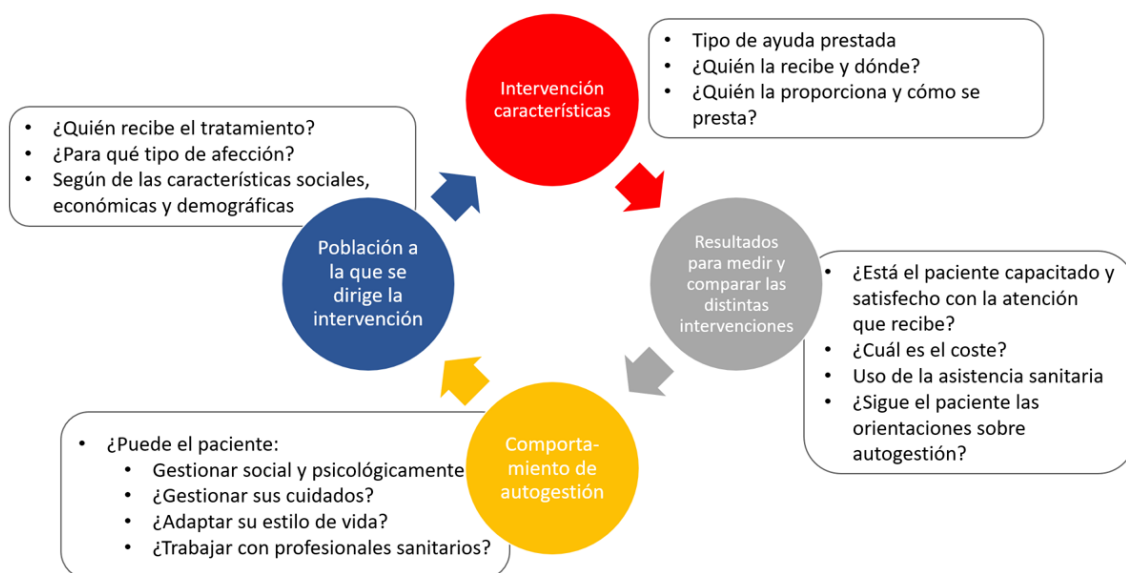 Intervención
características
• Tipo de ayuda prestada
• ¿Quién la recibe y dónde?
• ¿Quién la proporciona y cómo se
presta?
• ¿Quién recibe el tratamiento?
• ¿Para qué tipo de afección?
• Según de las características sociales,
económicas y demográficas
Población a
la que se
dirige la
intervención
Resultados
para medir y
comparar las
distintas
intervenciones
• ¿Está el paciente capacitado y
satisfecho con la atención
que recibe?
• ¿Cuál es el coste?
• Uso de la asistencia sanitaria
• ¿Sigue el paciente las
orientaciones sobre
autogestión?
• ¿Puede el paciente:
• Gestionar social y psicológicamente
• ¿Gestionar sus cuidados?
• ¿Adaptar su estilo de vida?
• ¿Trabajar con profesionales sanitarios?
Comporta-
miento de
autogestión